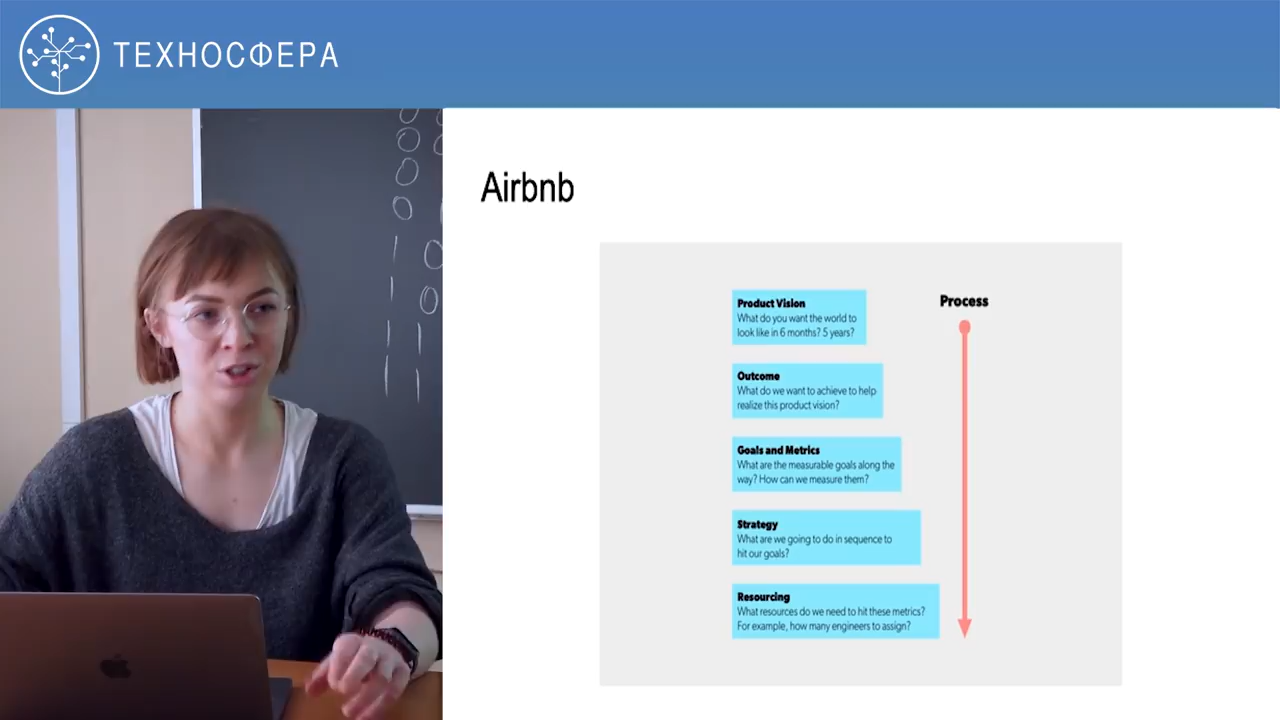 ТЕХНОСФЕРА
Airbnb
Product Vision
What do you want the world to
look like in 6 months? 5 years?
Process
Outcome
What do we want to achieve to help
realize this product vision?
Goals and Metrics
What are the measurable goals along the
way? How can we measure them?
Strategy
What are we going to do in sequence to
hit our goals?
Resourcing
What resources do we need to hit these metrics?
For example, how many engineers to assign?